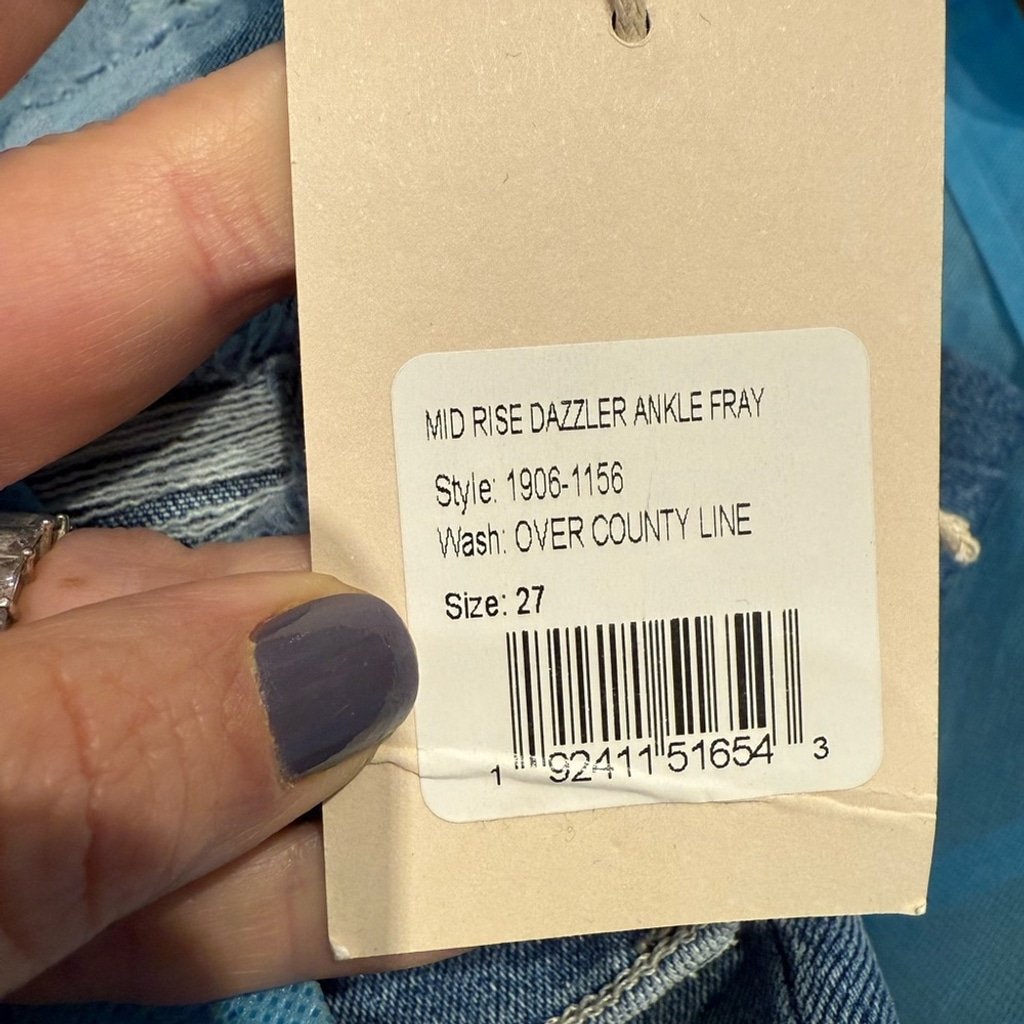 MID RISE DAZZLER ANKLE FRAY
Style: 1906-1156
Wash: OVER COUNTY LINE
Size: 27
1 92411 51654 3